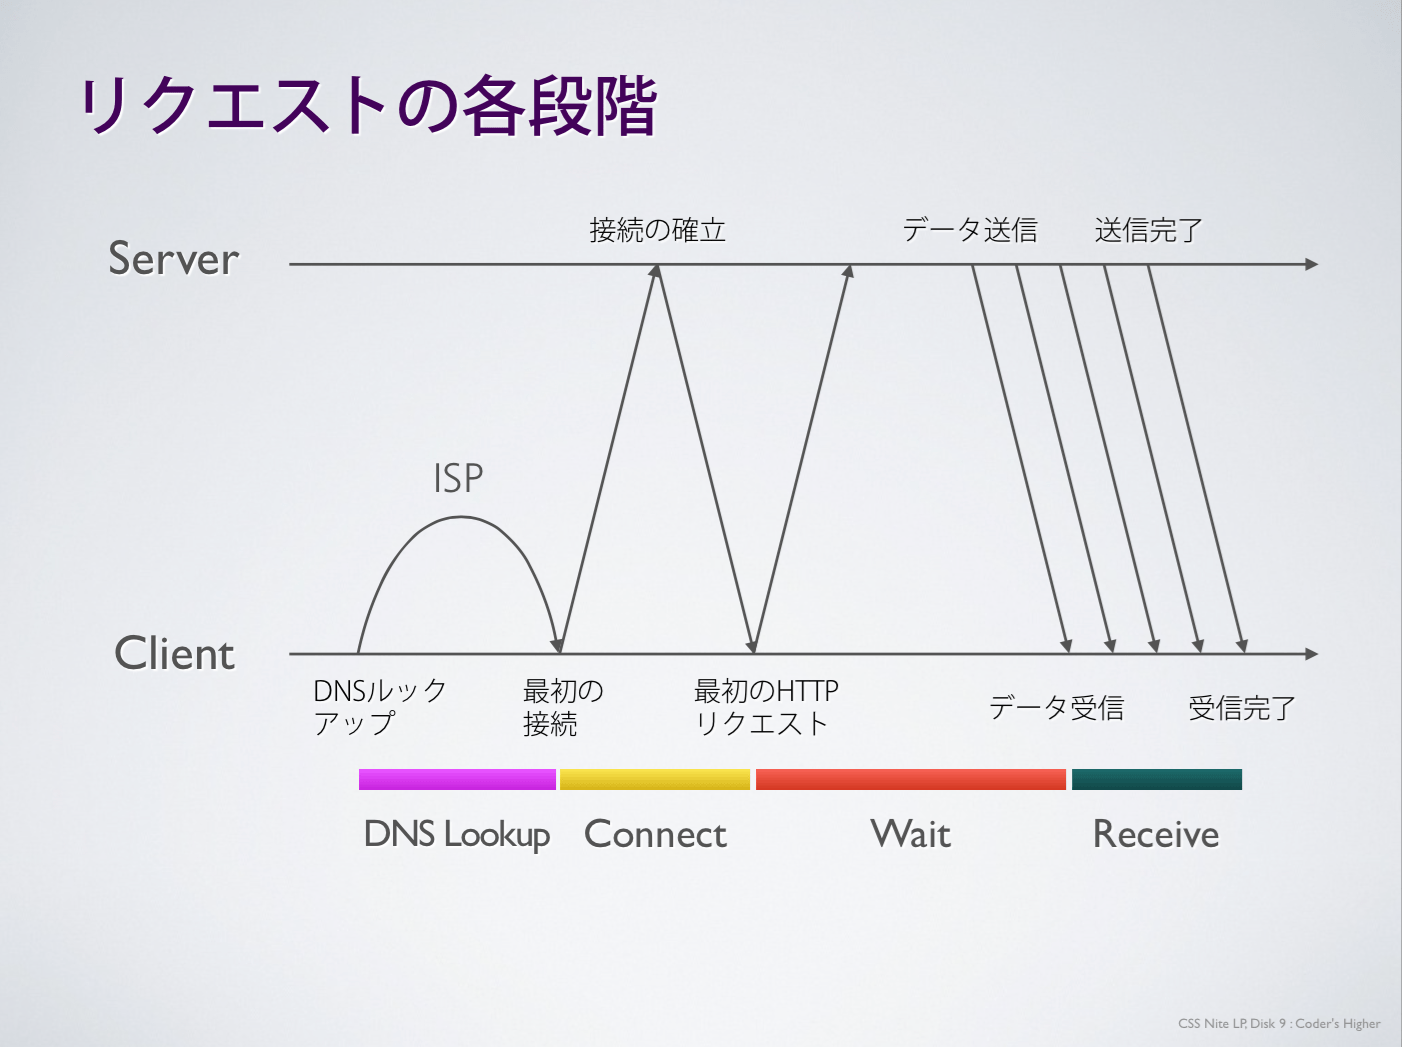 リクエストの各段階
接続の確立
データ送信
送信完了
Server
ISP
Client
DNSルック
アップ
最初の
接続
最初のHTTP
リクエスト
データ受信
受信完了
DNS Lookup
Connect
Wait
Receive
CSS Nite LP, Disk 9 : Coder's Higher